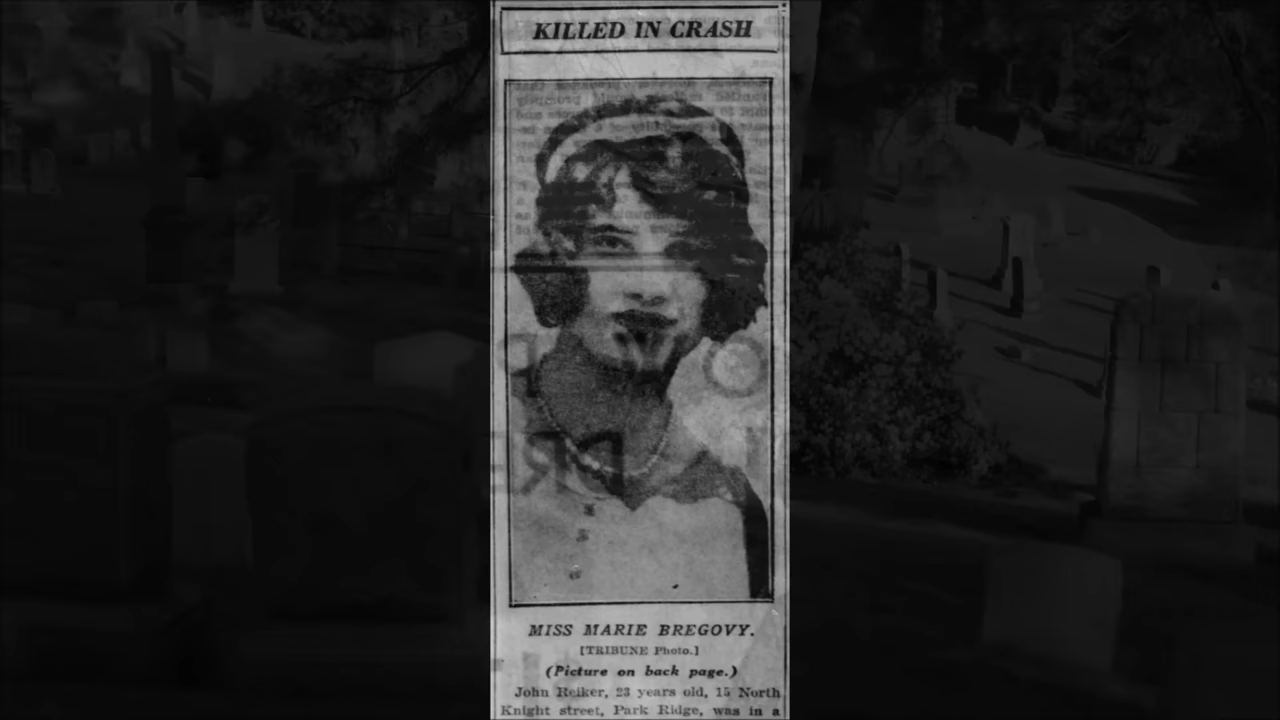 KILLED IN CRASH
MISS MARIE BREGOVY.
[TRIBUNE Photo.]
(Picture on back page.)
John Reiker, 23 years old, 15 North
Knight street, Park Ridge, was in a